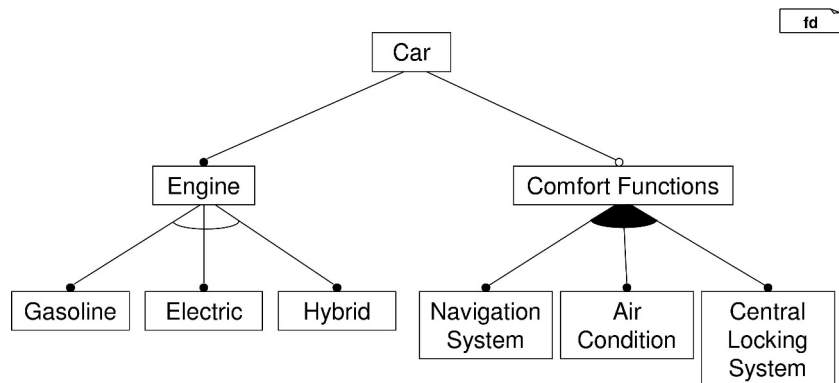 fd
Car
Engine
Comfort Functions
Gasoline
Electric
Hybrid
Navigation
System
Air
Condition
Central
Locking
System